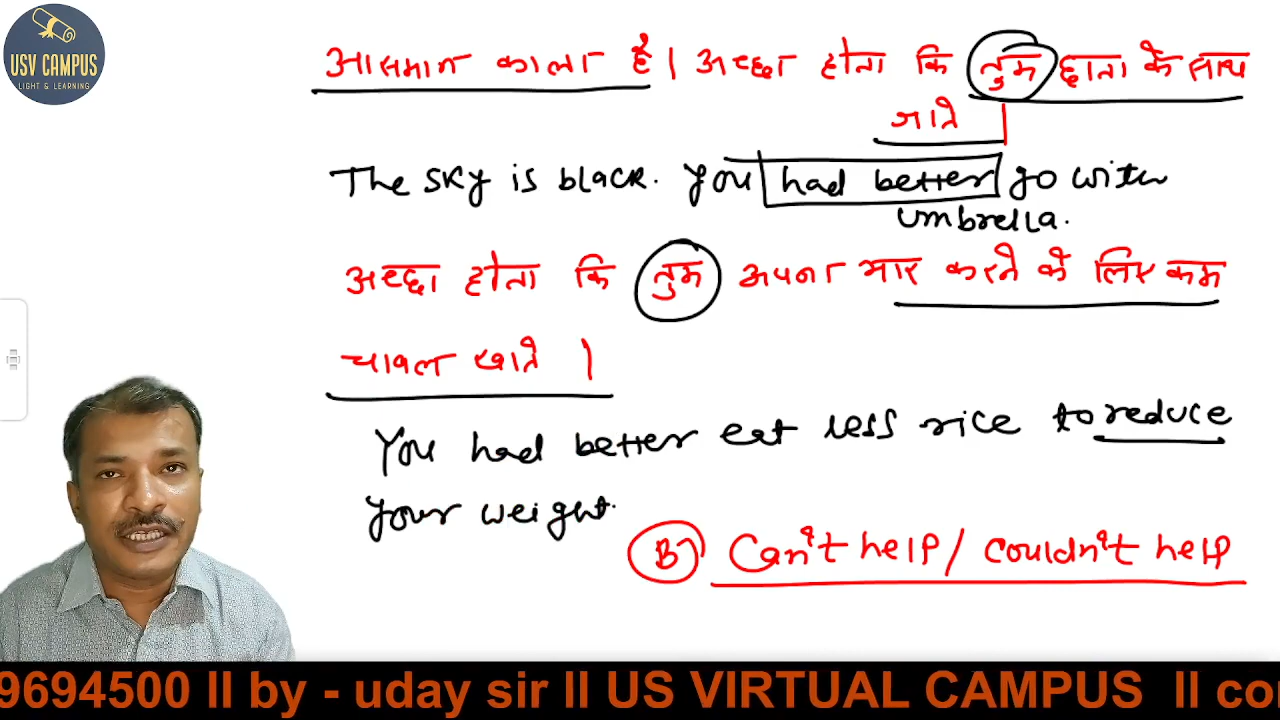 USV CAMPUS
LIGHT & LEARNING
आसमान काला है। अच्छा होता कि तुम छाता के साथ
जाते।
The sky is black. You had better go with
umbrella.
अच्छा होता कि तुम अपना भार करने के लिए कम
चावल खाते।
You had better eat less rice to reduce
your weight.
B) Can't help / couldn't help
9694500 ll by - uday sir ll US VIRTUAL CAMPUS ll co